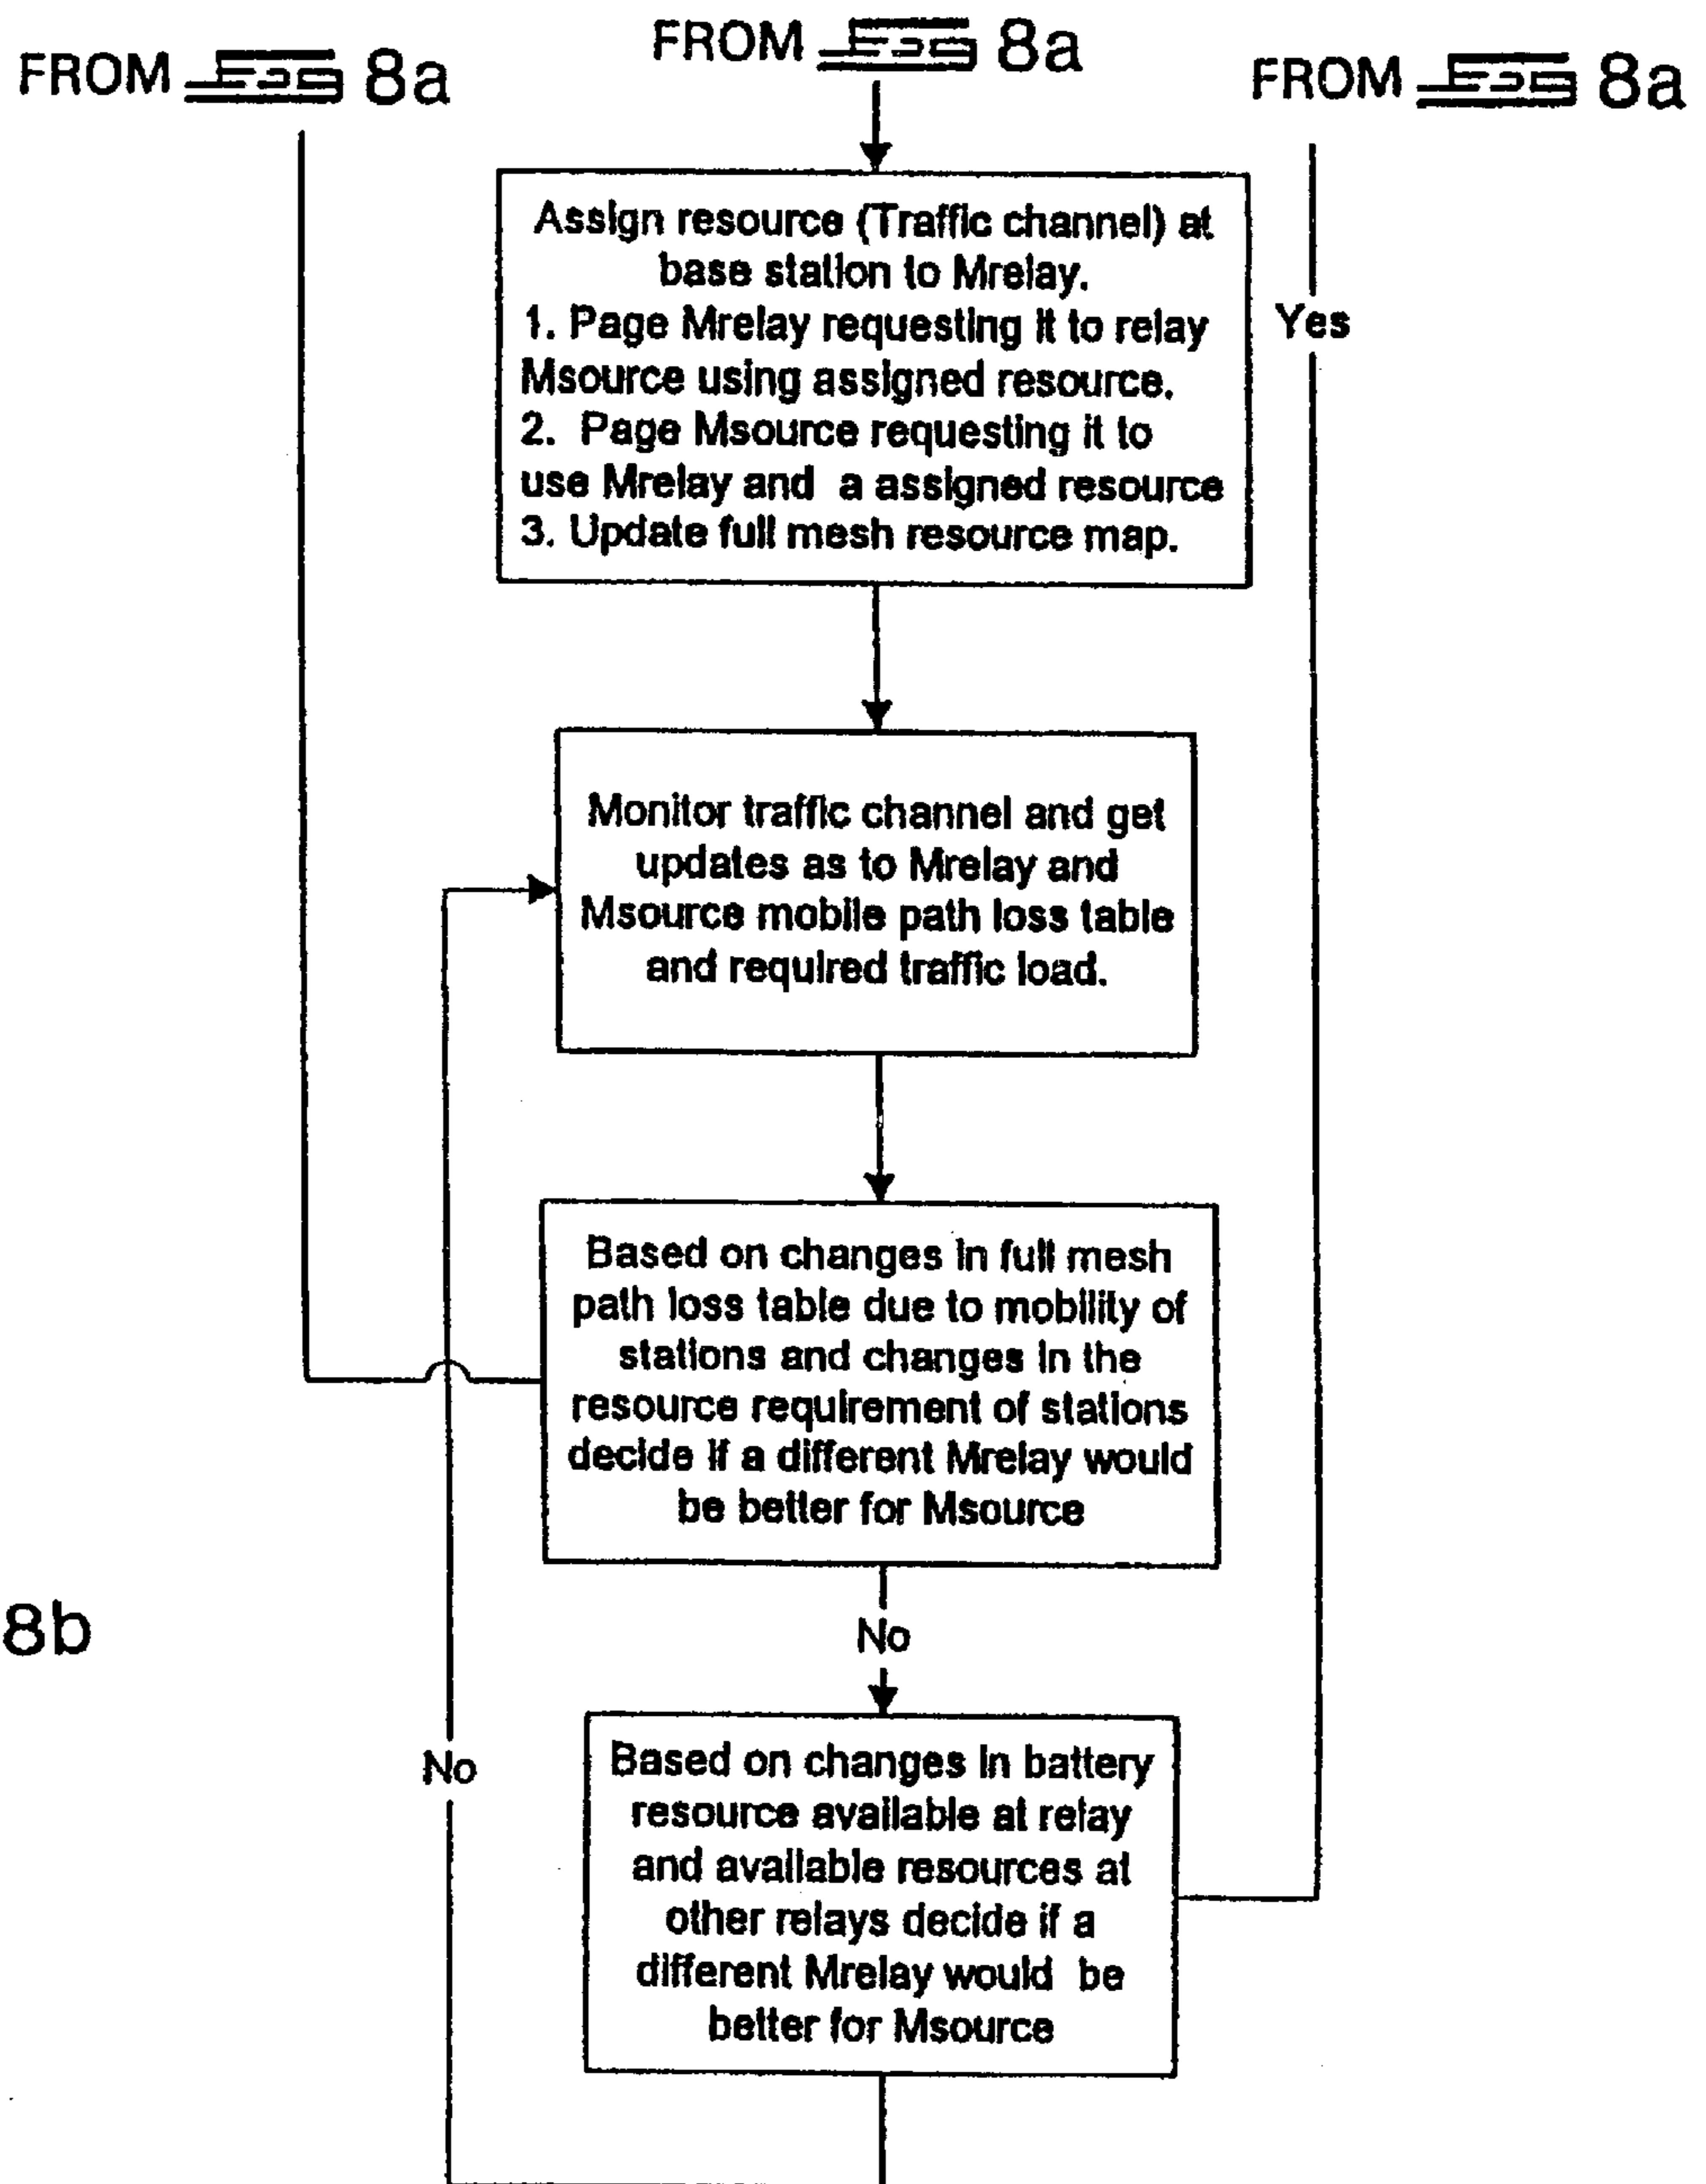 FROM Fig 8a
FROM Fig 8a
FROM Fig 8a
Assign resource (Traffic channel) at
base station to Mrelay.
1. Page Mrelay requesting it to relay
Msource using assigned resource.
2. Page Msource requesting it to
use Mrelay and a assigned resource
3. Update full mesh resource map.
Yes
Monitor traffic channel and get
updates as to Mrelay and
Msource mobile path loss table
and required traffic load.
Based on changes in full mesh
path loss table due to mobility of
stations and changes in the
resource requirement of stations
decide if a different Mrelay would
be better for Msource
8b
No
No
Based on changes in battery
resource available at relay
and available resources at
other relays decide if a
different Mrelay would be
better for Msource